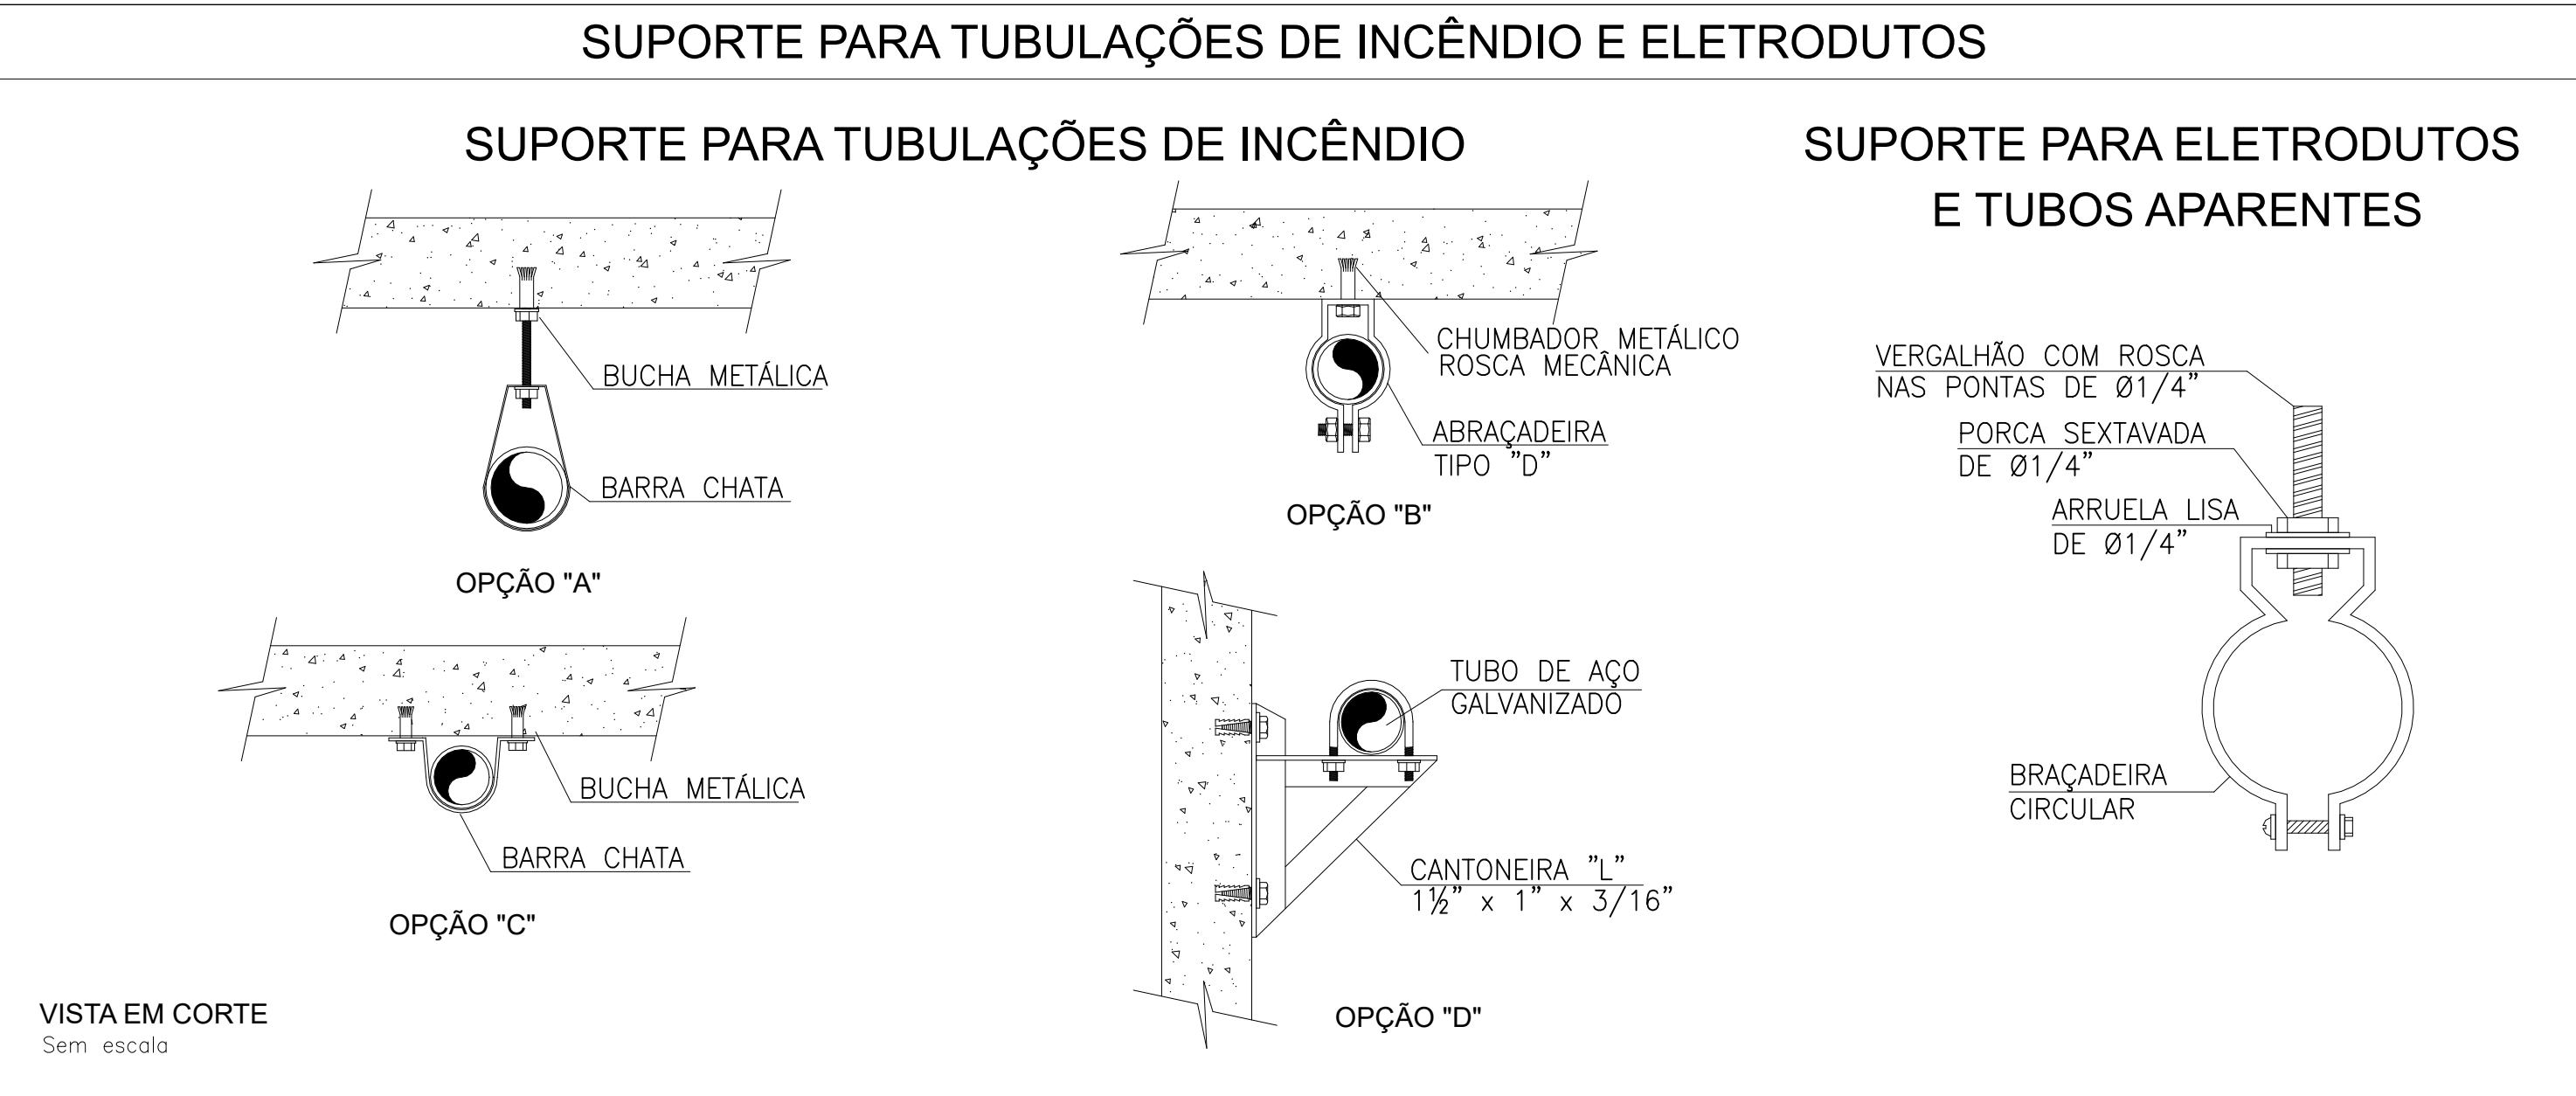 SUPORTE PARA TUBULAÇÕES DE INCÊNDIO E ELETRODUTOS
SUPORTE PARA TUBULAÇÕES DE INCÊNDIO
BUCHA METÁLICA
BARRA CHATA
OPÇÃO "A"
CHUMBADOR METÁLICO
ROSCA MECÂNICA
ABRAÇADEIRA
TIPO "D"
OPÇÃO "B"
BUCHA METÁLICA
BARRA CHATA
OPÇÃO "C"
TUBO DE AÇO
GALVANIZADO
CANTONEIRA "L"
1½" x 1" x 3/16"
OPÇÃO "D"
SUPORTE PARA ELETRODUTOS
E TUBOS APARENTES
VERGALHÃO COM ROSCA
NAS PONTAS DE Ø1/4"
PORCA SEXTAVADA
DE Ø1/4"
ARRUELA LISA
DE Ø1/4"
BRAÇADEIRA
CIRCULAR
VISTA EM CORTE
Sem escala